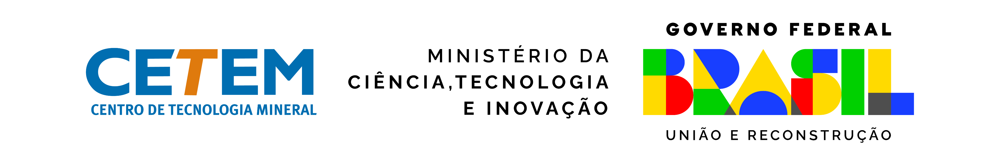 CETEM
CENTRO DE TECNOLOGIA MINERAL
MINISTÉRIO DA
CIÊNCIA,TECNOLOGIA
E INOVAÇÃO
GOVERNO FEDERAL
BRASIL
UNIÃO E RECONSTRUÇÃO